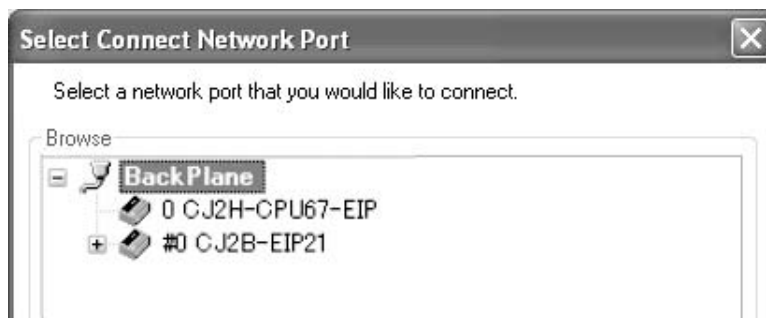 Select Connect Network Port
Select a network port that you would like to connect.
Browse
BackPlane
0 CJ2H-CPU67-EIP
#0 CJ2B-EIP21